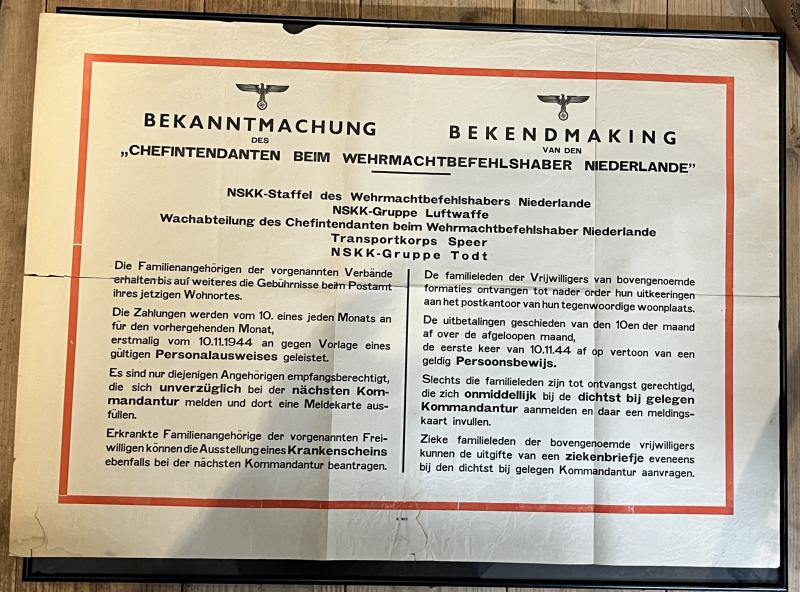 BEKANNTMACHUNG
DES
BEKENDMAKING
VAN DEN
„CHEFINTENDANTEN BEIM WEHRMACHTBEFEHLSHABER NIEDERLANDE”
NSKK-Staffel des Wehrmachtbefehlshabers Niederlande
NSKK-Gruppe Luftwaffe
Wachabteilung des Chefintendanten beim Wehrmachtbefehlshaber Niederlande
Transportkorps Speer
NSKK-Gruppe Todt
Die Familienangehörigen der vorgenannten Verbände
erhalten bis auf weiteres die Gebührnisse beim Postamt
ihres jetzigen Wohnortes.
Die Zahlungen werden vom 10. eines jeden Monats an
für den vorhergehenden Monat,
erstmalig vom 10.11.1944 an gegen Vorlage eines
gültigen Personalausweises geleistet.
Es sind nur diejenigen Angehörigen empfangsberechtigt,
die sich unverzüglich bei der nächsten Kom-
mandantur melden und dort eine Meldekarte aus-
füllen.
Erkrankte Familienangehörige der vorgenannten Frei-
willigen können die Ausstellung eines Krankenscheins
ebenfalls bei der nächsten Kommandantur beantragen.
De familieleden der Vrijwilligers van bovengenoemde
formaties ontvangen tot nader order hun uitkeeringen
aan het postkantoor van hun tegenwoordige woonplaats.
De uitbetalingen geschieden van den 10en der maand
af over de afgeloopen maand,
de eerste keer van 10.11.44 af op vertoon van een
geldig Persoonsbewijs.
Slechts die familieleden zijn tot ontvangst gerechtigd,
die zich onmiddellijk bij de dichtst bij gelegen
Kommandantur aanmelden en daar een meldings-
kaart invullen.
Zieke familieleden der bovengenoemde vrijwilligers
kunnen de uitgifte van een ziekenbriefje eveneens
bij den dichtst bij gelegen Kommandantur aanvragen.